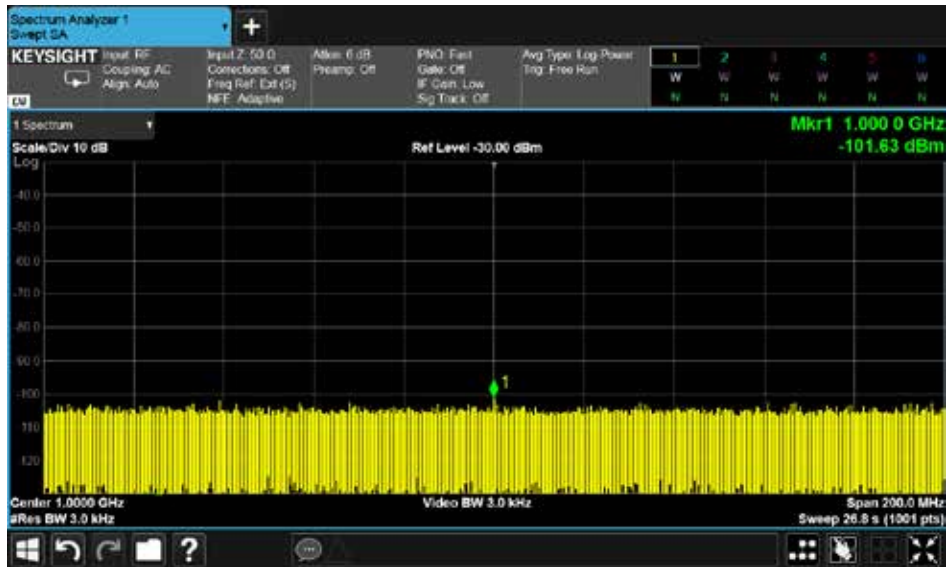 Spectrum Analyzer 1
Swept SA
+
KEYSIGHT Input: RF Input Z: 50 Ω Atten: 6 dB PNO: Fast Avg Type: Log-Power 1 2 3 4 5 6
Coupling: AC Corrections: Off Preamp: Off Gate: Off Trig: Free Run W W W W W W
Align: Auto Freq Ref: Ext (S) IF Gain: Low
NFE: Adaptive Sig Track: Off N N N N N N
1 Spectrum Mkr1 1.000 0 GHz
Scale/Div 10 dB Ref Level -30.00 dBm -101.63 dBm
Log
-40.0
-50.0
-60.0
-70.0
-80.0
-90.0
1
-100
-110
-120
Center 1.0000 GHz Video BW 3.0 kHz Span 200.0 MHz
#Res BW 3.0 kHz Sweep 26.8 s (1001 pts)
?